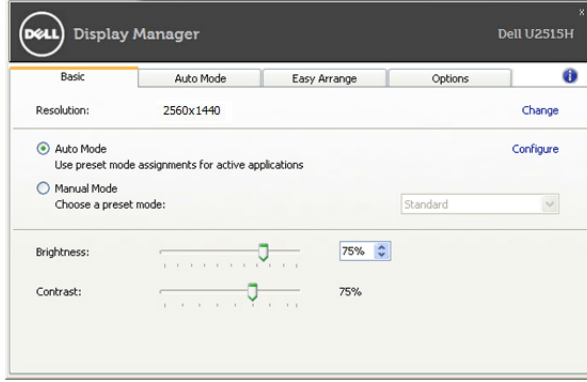 DELL Display Manager Dell U2515H
Basic Auto Mode Easy Arrange Options
Resolution: 2560x1440 Change
Auto Mode Configure
Use preset mode assignments for active applications
Manual Mode
Choose a preset mode: Standard
Brightness: 75%
Contrast: 75%